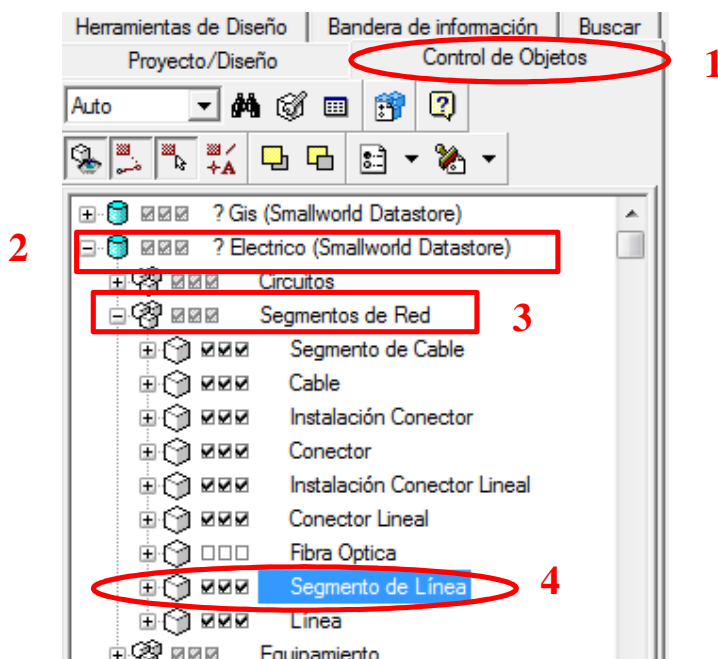 Herramientas de Diseño Bandera de información Buscar
Proyecto/Diseño Control de Objetos 1
Auto
A
2
? Gis (Smallworld Datastore)
? Electrico (Smallworld Datastore)
Circuitos
Segmentos de Red 3
Segmento de Cable
Cable
Instalación Conector
Conector
Instalación Conector Lineal
Conector Lineal
Fibra Optica
Segmento de Línea 4
Línea
Equipamiento